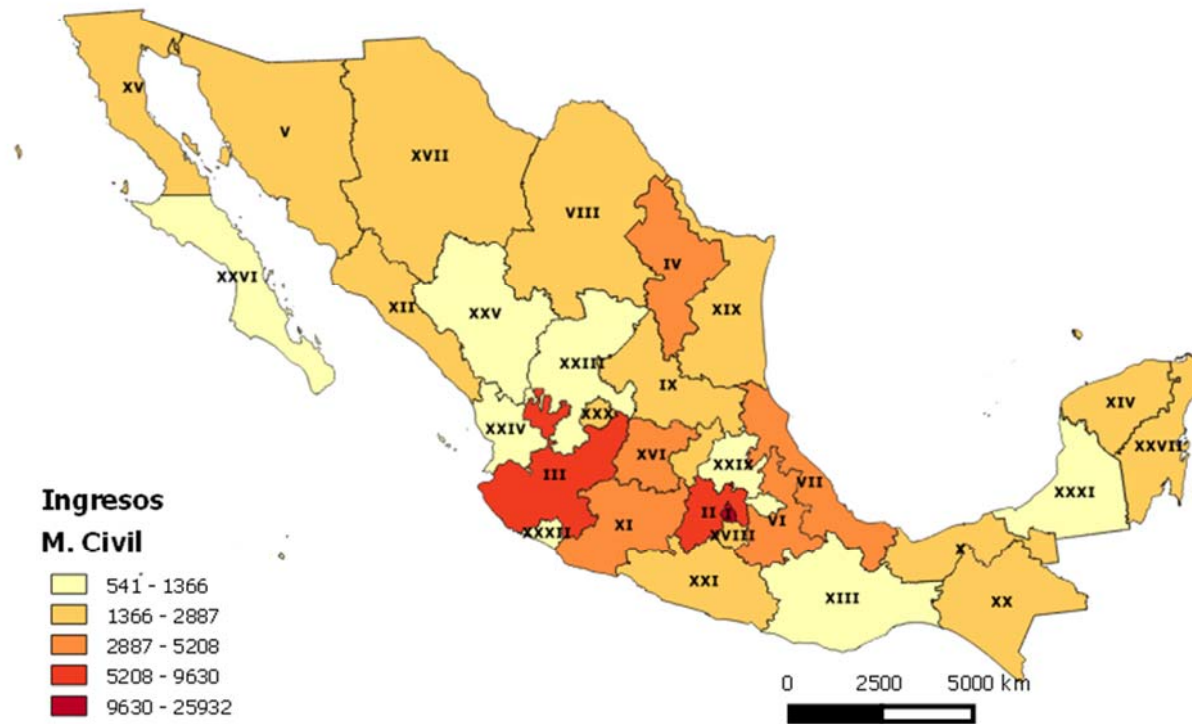 XV
V
XVII
VIII
IV
XXVI
XII
XXV
XIX
XXIII
IX
XXX
XXIV
XIV
XVI
XXIX
XXVII
III
VII
XXXI
II
I
VI
XI
XXXII
XVIII
X
XXI
XIII
XX
Ingresos
M. Civil
541 - 1366
1366 - 2887
2887 - 5208
5208 - 9630
9630 - 25932
0 2500 5000 km